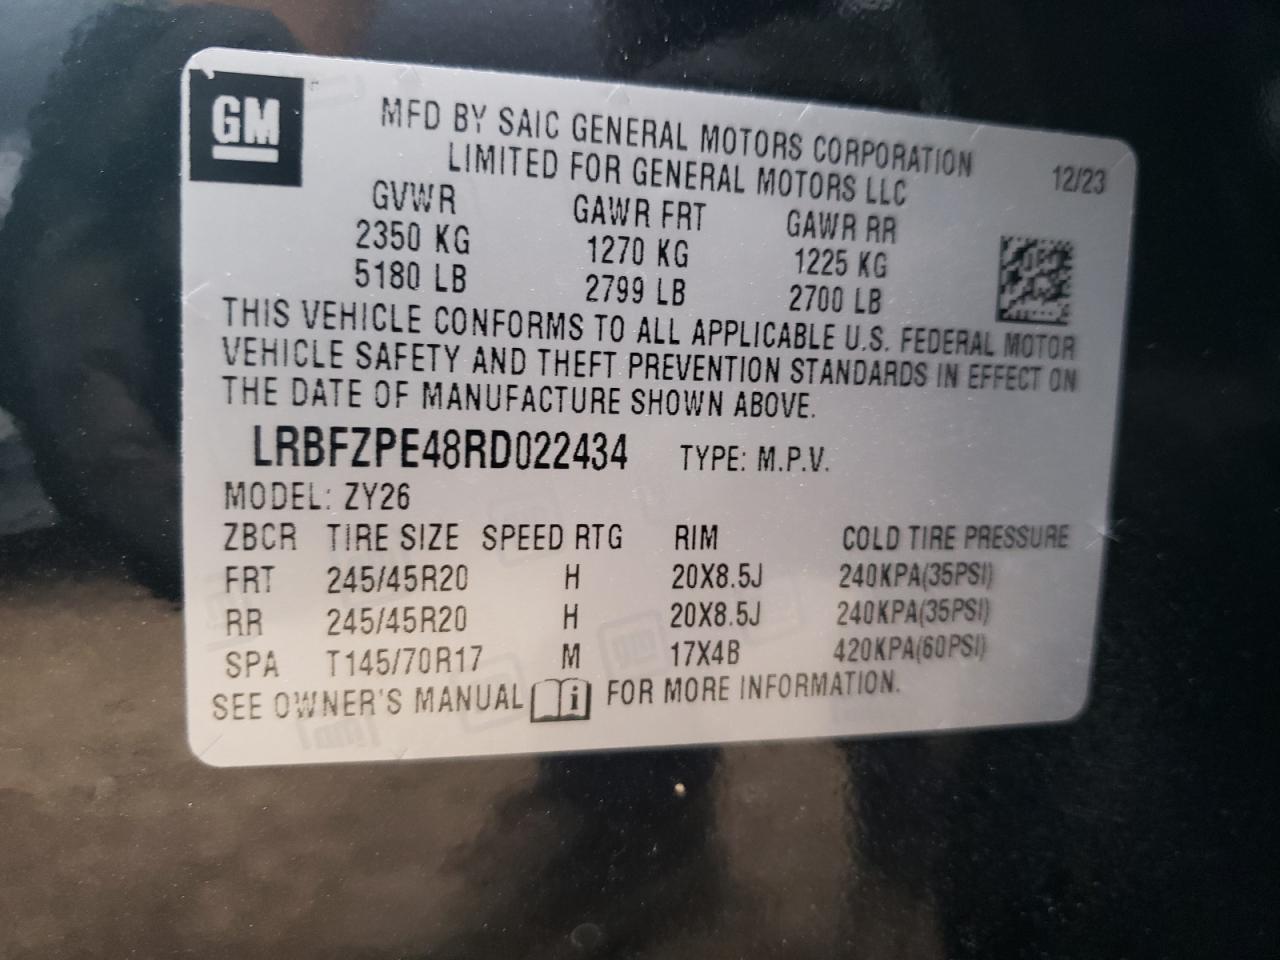 GM
MFD BY SAIC GENERAL MOTORS CORPORATION
LIMITED FOR GENERAL MOTORS LLC 12/23
GVWR GAWR FRT GAWR RR
2350 KG 1270 KG 1225 KG
5180 LB 2799 LB 2700 LB
THIS VEHICLE CONFORMS TO ALL APPLICABLE U.S. FEDERAL MOTOR
VEHICLE SAFETY AND THEFT PREVENTION STANDARDS IN EFFECT ON
THE DATE OF MANUFACTURE SHOWN ABOVE.
LRBFZPE48RD022434 TYPE: M.P.V.
MODEL: ZY26
ZBCR TIRE SIZE SPEED RTG RIM COLD TIRE PRESSURE
FRT 245/45R20 H 20X8.5J 240KPA(35PSI)
RR 245/45R20 H 20X8.5J 240KPA(35PSI)
SPA T145/70R17 M 17X4B 420KPA(60PSI)
SEE OWNER'S MANUAL i FOR MORE INFORMATION.